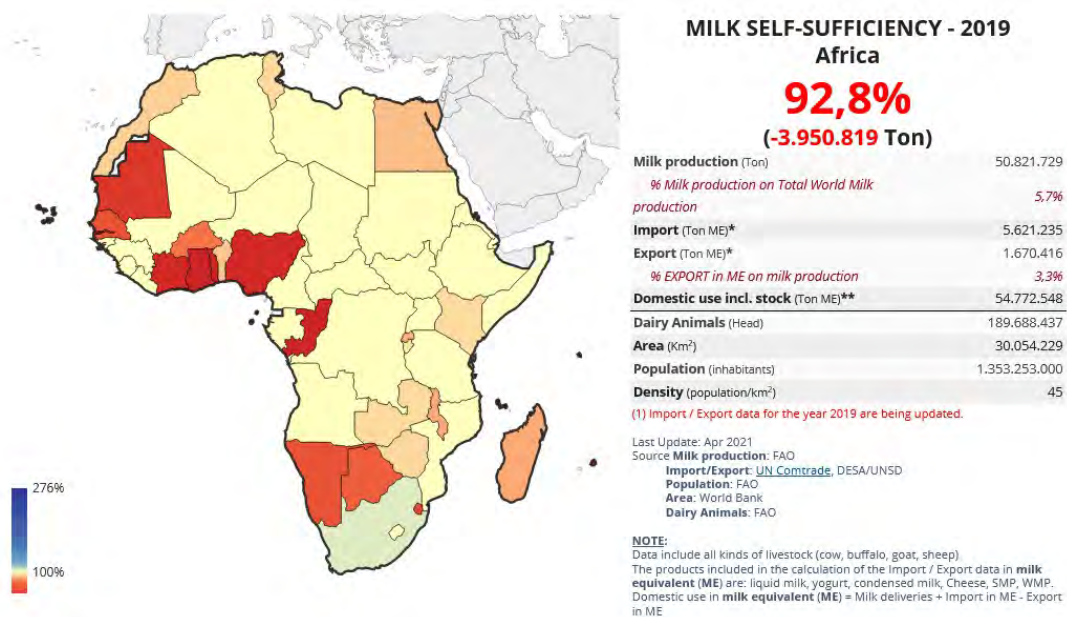 MILK SELF-SUFFICIENCY - 2019
Africa
92,8%
(-3.950.819 Ton)
Milk production (Ton) 50.821.729
% Milk production on Total World Milk
production 5,7%
Import (Ton ME)* 5.621.235
Export (Ton ME)* 1.670.416
% EXPORT in ME on milk production 3,3%
Domestic use incl. stock (Ton ME)** 54.772.548
Dairy Animals (Head) 189.688.437
Area (Km²) 30.054.229
Population (inhabitants) 1.353.253.000
Density (population/km²) 45
(1) Import / Export data for the year 2019 are being updated.
Last Update: Apr 2021
Source Milk production: FAO
Import/Export: UN Comtrade, DESA/UNSD
Population: FAO
Area: World Bank
Dairy Animals: FAO
NOTE:
Data include all kinds of livestock (cow, buffalo, goat, sheep)
The products included in the calculation of the Import / Export data in milk
equivalent (ME) are: liquid milk, yogurt, condensed milk, Cheese, SMP, WMP.
Domestic use in milk equivalent (ME) = Milk deliveries + Import in ME - Export
in ME
276%
100%